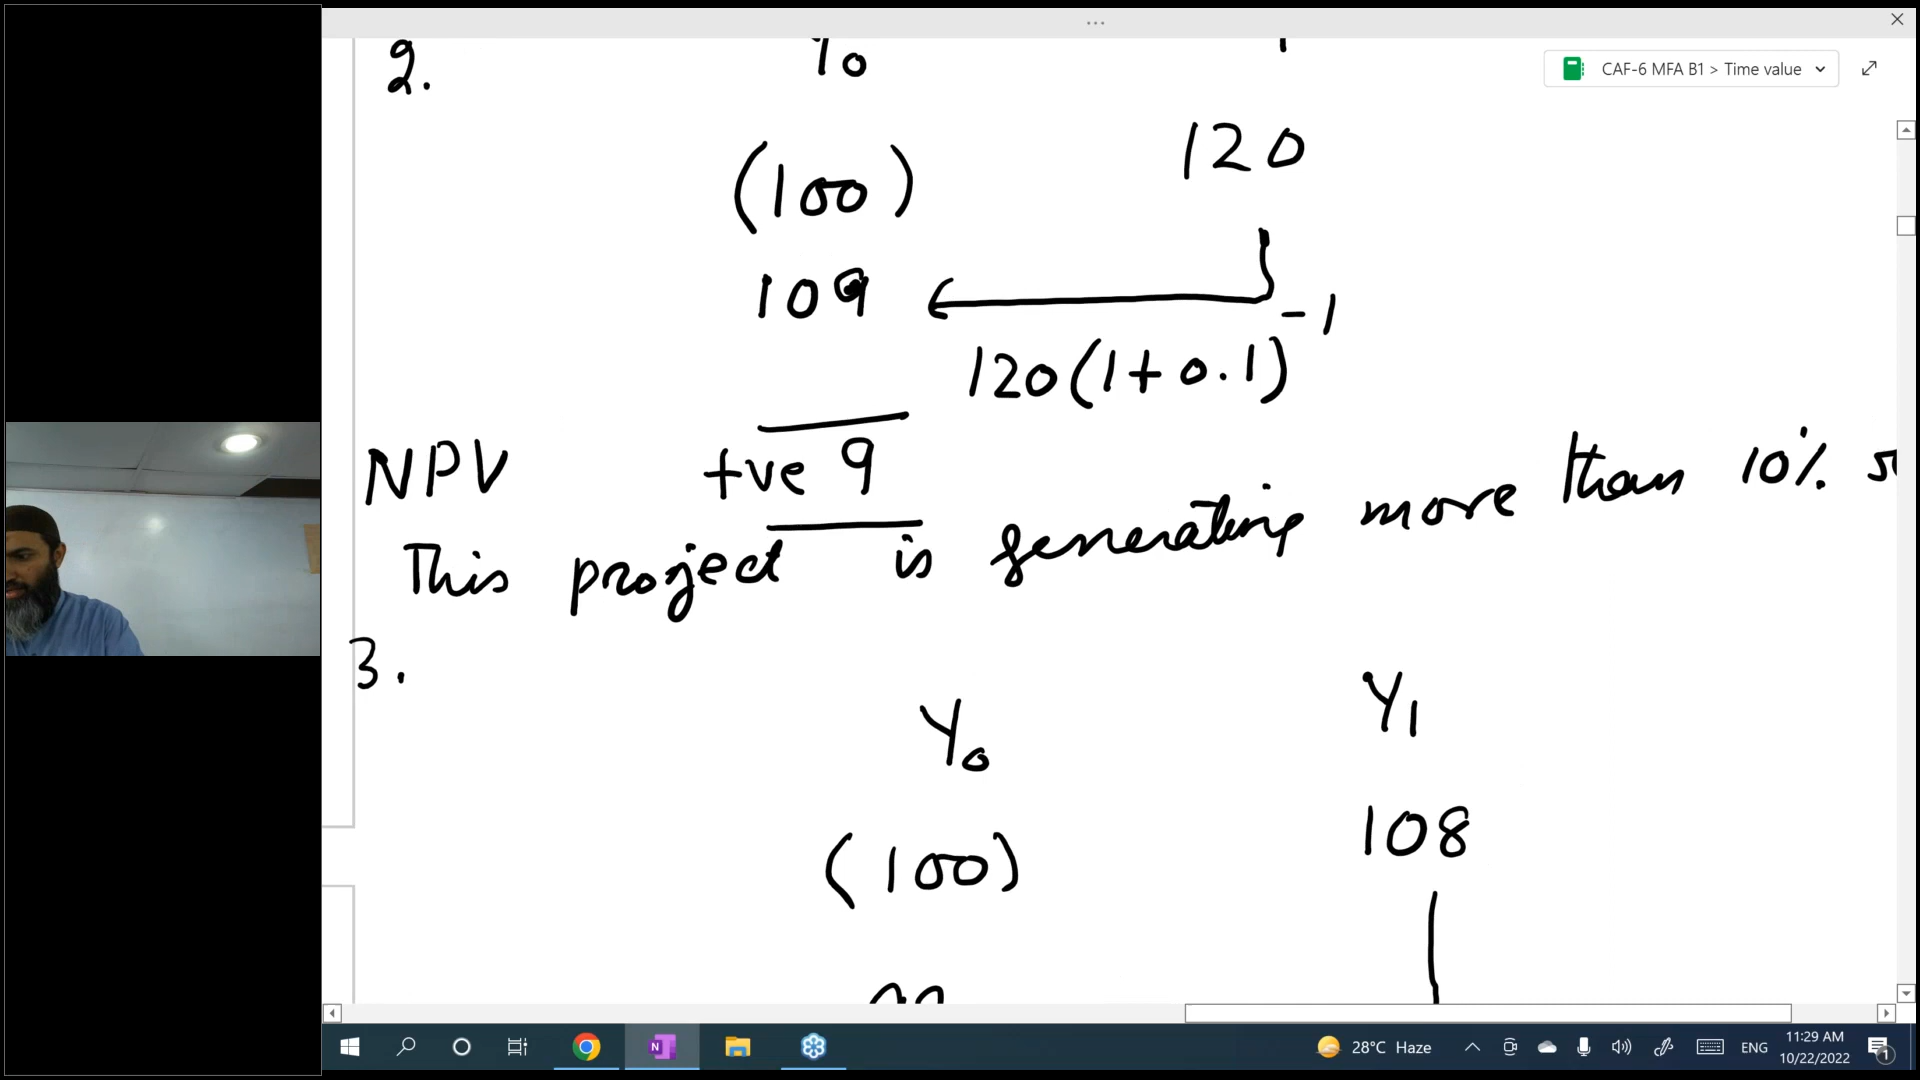 ...
CAF-6 MFA B1 > Time value
2. Y0
(100) 120
109
120(1+0.1)-1
NPV +ve 9
This project is generating more than 10%
3.
Y0 Y1
(100) 108
28°C Haze
ENG
11:29 AM
10/22/2022
1